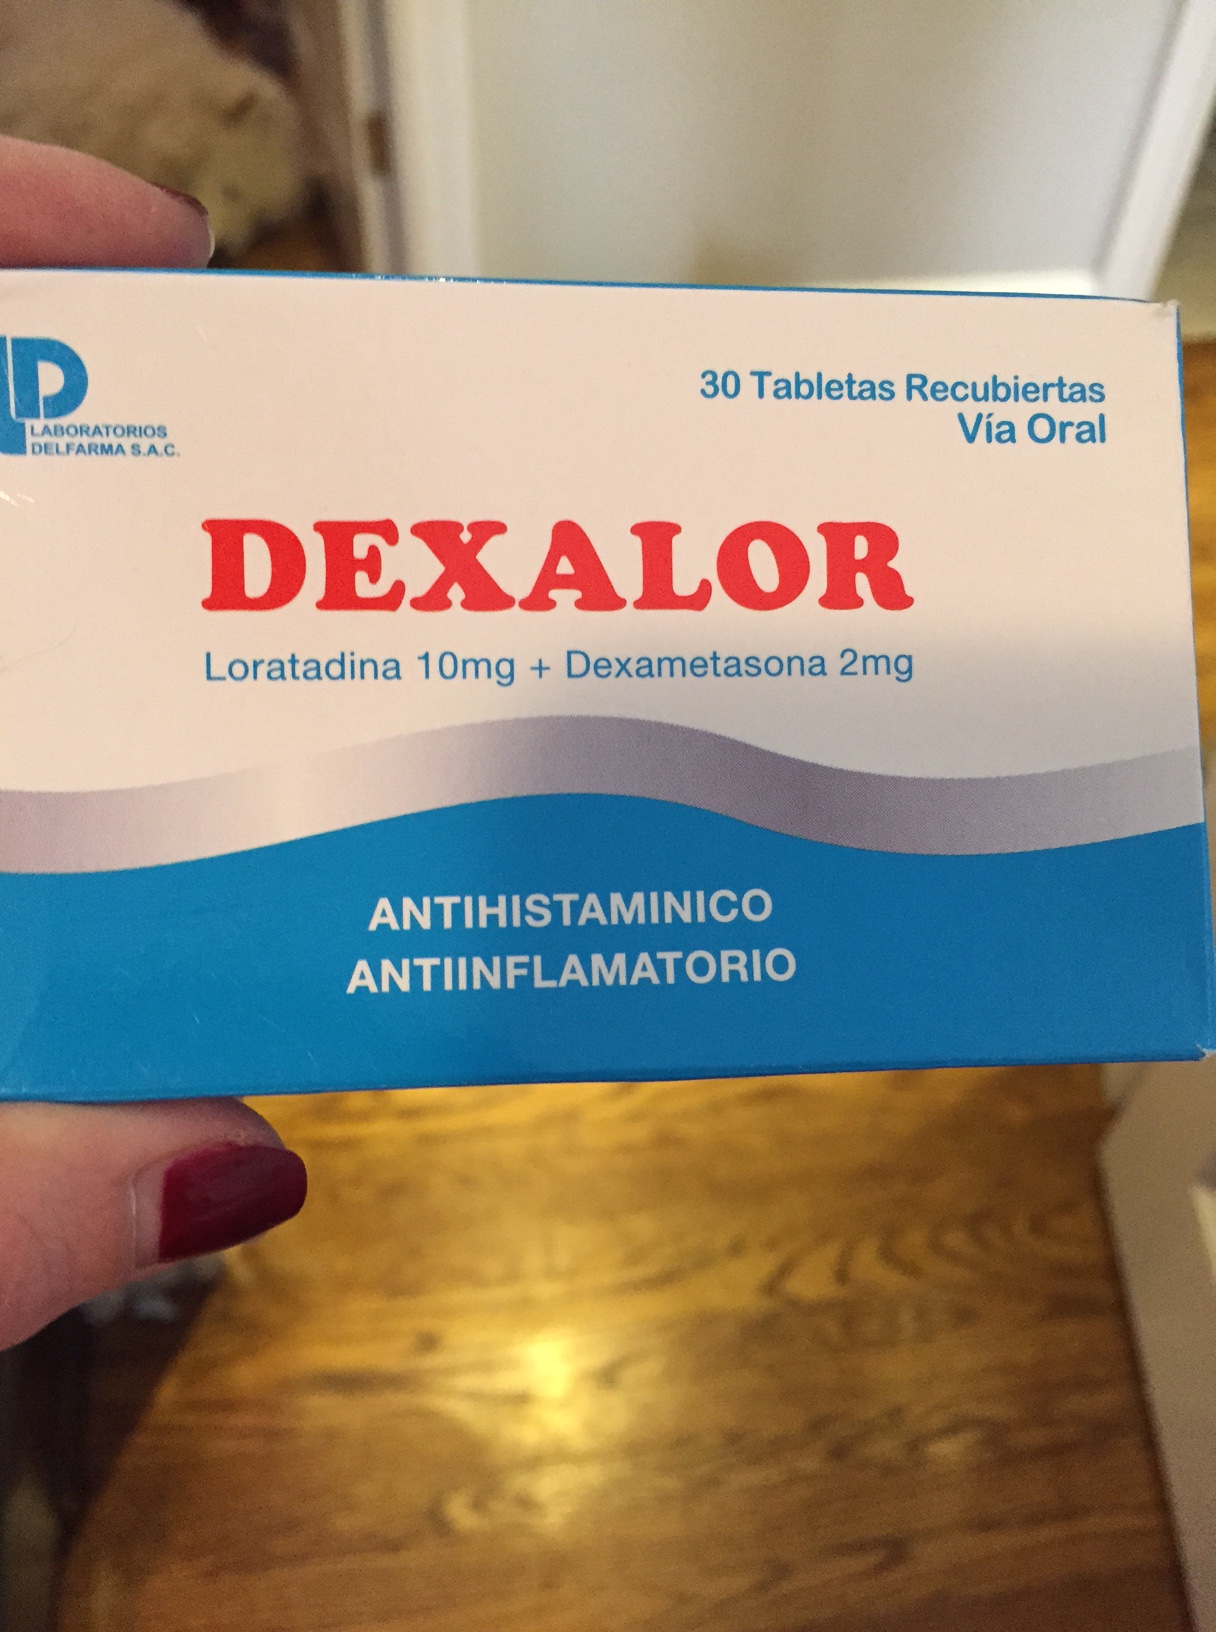 LABORATORIOS
DELFARMA S.A.C.
30 Tabletas Recubiertas
Vía Oral
DEXALOR
Loratadina 10mg + Dexametasona 2mg
ANTIHISTAMINICO
ANTIINFLAMATORIO